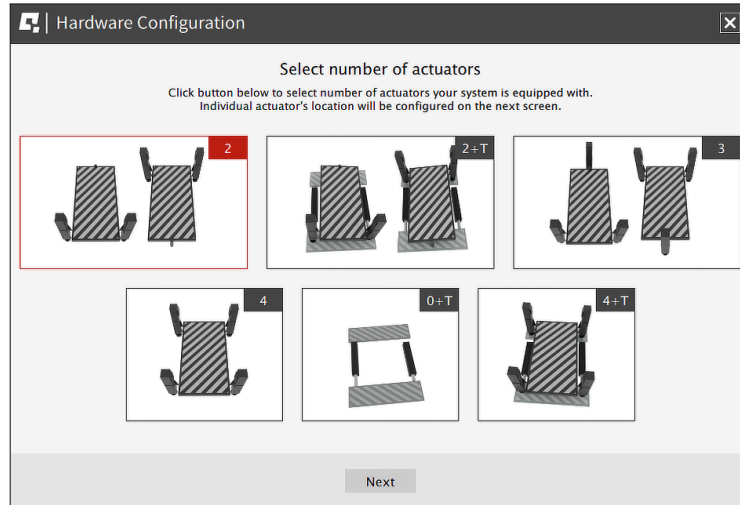 Hardware Configuration
Select number of actuators
Click button below to select number of actuators your system is equipped with.
Individual actuator's location will be configured on the next screen.
2
2+T
3
4
0+T
4+T
Next